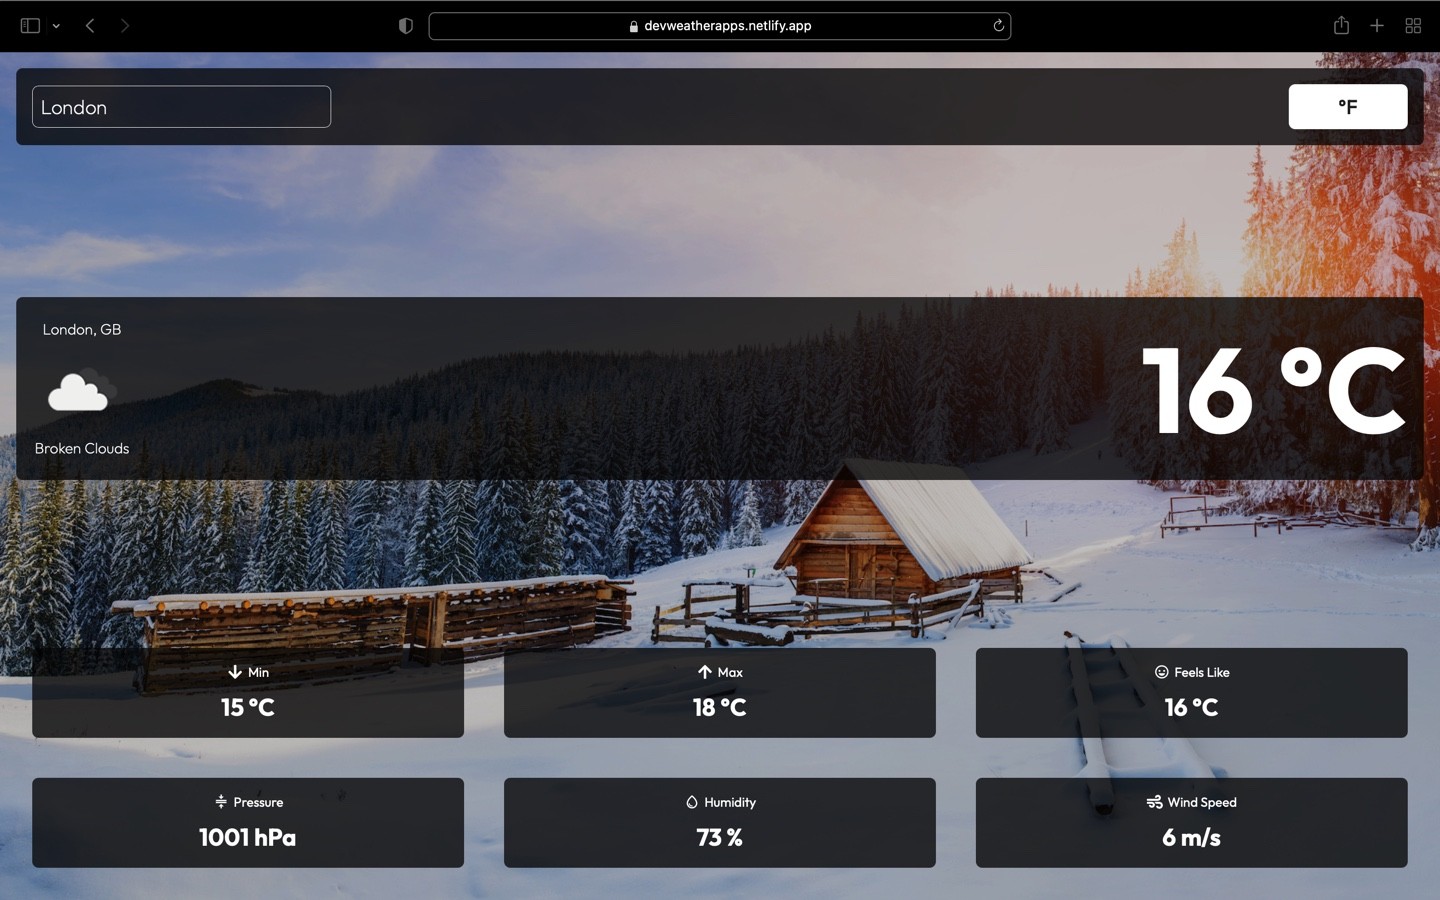 devweatherapps.netlify.app
London
°F
London, GB
Broken Clouds
16 °C
Min
15 °C
Max
18 °C
Feels Like
16 °C
Pressure
1001 hPa
Humidity
73 %
Wind Speed
6 m/s